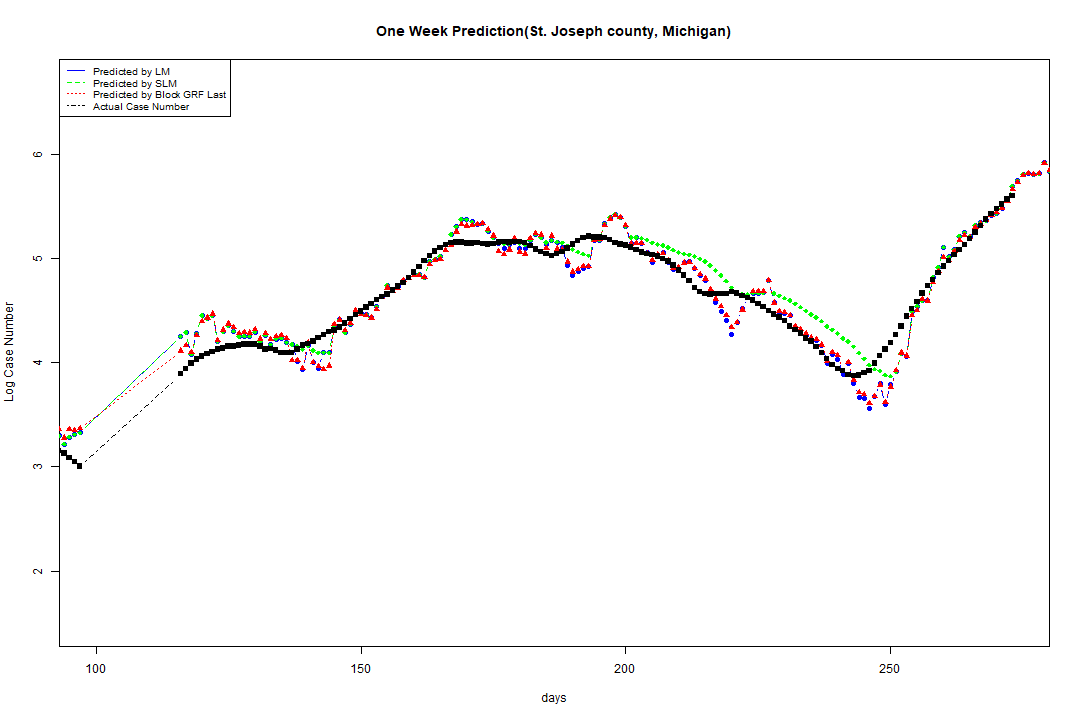 One Week Prediction(St. Joseph county, Michigan)
Predicted by LM
Predicted by SLM
Predicted by Block GRF Last
Actual Case Number
Log Case Number
6
5
4
3
2
100 150 200 250
days